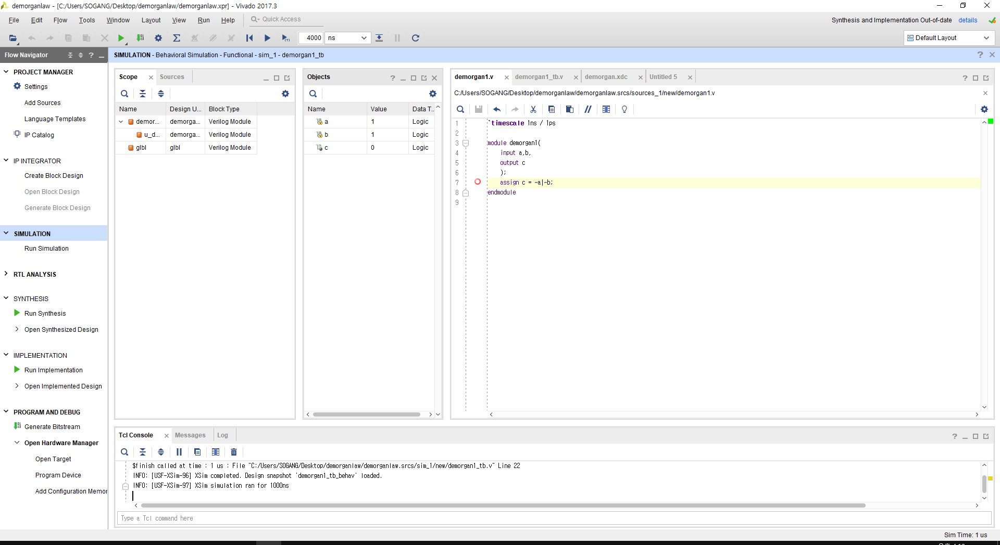 demorganlaw - [C:/Users/SOGANG/Desktop/demorganlaw/demorganlaw.xpr] - Vivado 2017.3
File Edit Flow Tools Window Layout View Run Help Quick Access
Synthesis and Implementation Out-of-date details
4000 ns
Default Layout
Flow Navigator
SIMULATION - Behavioral Simulation - Functional - sim_1 - demorgan1_tb
PROJECT MANAGER
Settings
Add Sources
Language Templates
IP Catalog
IP INTEGRATOR
Create Block Design
Open Block Design
Generate Block Design
SIMULATION
Run Simulation
RTL ANALYSIS
SYNTHESIS
Run Synthesis
Open Synthesized Design
IMPLEMENTATION
Run Implementation
Open Implemented Design
PROGRAM AND DEBUG
Generate Bitstream
Open Hardware Manager
Open Target
Program Device
Add Configuration Memor
Scope Sources
Name Design U... Block Type
demor... demorga... Verilog Module
u_d... demorga... Verilog Module
glbl glbl Verilog Module
Objects
Name Value Data T...
a 1 Logic
b 1 Logic
c 0 Logic
demorgan1.v demorgan1_tb.v demorgan.xdc Untitled 5
C:/Users/SOGANG/Desktop/demorganlaw/demorganlaw.srcs/sources_1/new/demorgan1.v
1 `timescale 1ns / 1ps
2
3 module demorgan1(
4 input a,b,
5 output c
6 );
7 assign c = ~a|~b;
8 endmodule
9
Tcl Console Messages Log
$finish called at time : 1 us : File "C:/Users/SOGANG/Desktop/demorganlaw/demorganlaw.srcs/sim_1/new/demorgan1_tb.v" Line 22
INFO: [USF-XSim-96] XSim completed. Design snapshot 'demorgan1_tb_behav' loaded.
INFO: [USF-XSim-97] XSim simulation ran for 1000ns
Type a Tcl command here
Sim Time: 1 us